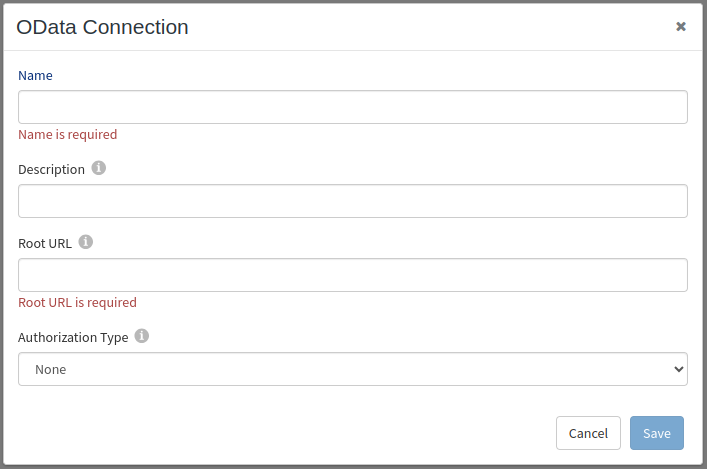 OData Connection
Name
Name is required
Description
Root URL
Root URL is required
Authorization Type
None
Cancel Save